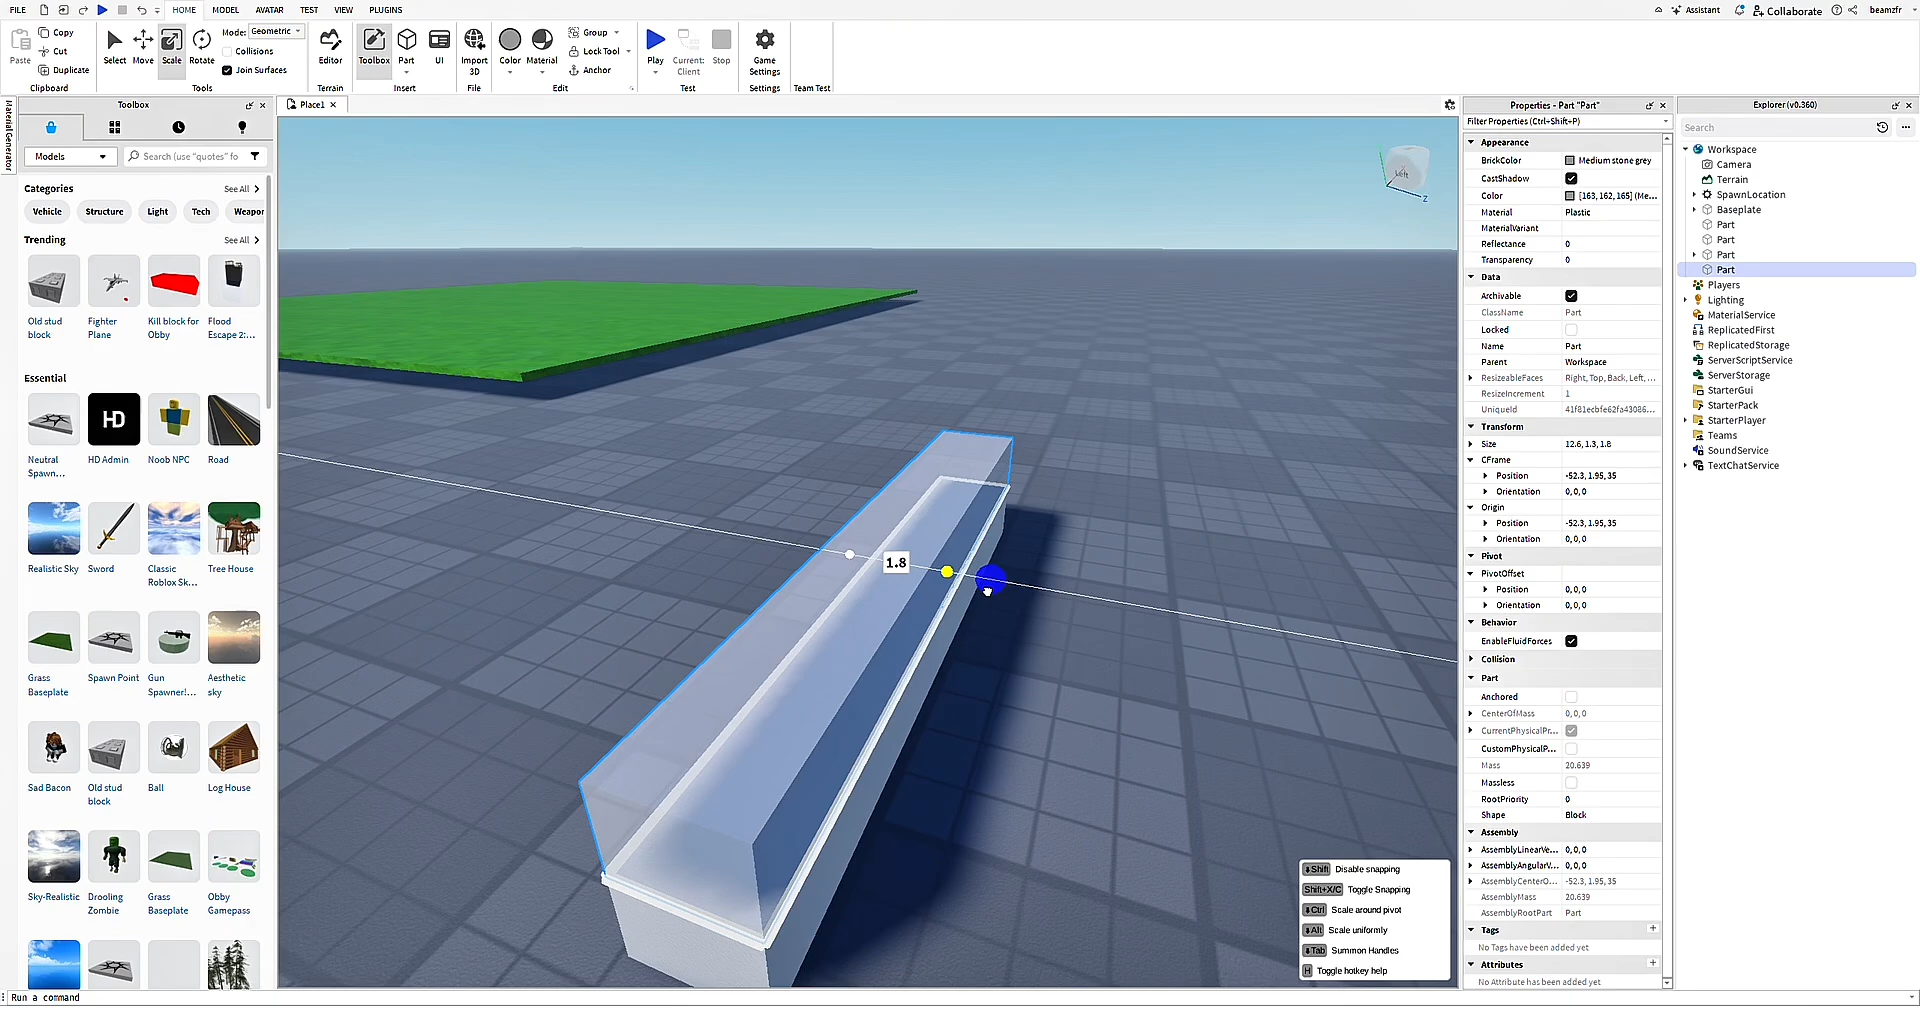 FILE HOME MODEL AVATAR TEST VIEW PLUGINS Assistant Collaborate beamzfr
Paste Copy Cut Duplicate Clipboard
Select Move Scale Rotate Mode: Geometric Collisions Join Surfaces Tools
Editor Terrain
Toolbox Part UI Insert
Import 3D File
Color Material Group Lock Tool Anchor Edit
Play Current: Client Stop Test
Game Settings Settings Team Test
Material Generator
Toolbox
Models Search (use "quotes" fo
Categories See All
Vehicle Structure Light Tech Weapor
Trending See All
Old stud block
Fighter Plane
Kill block for Obby
Flood Escape 2:...
Essential
Neutral Spawn...
HD
HD Admin
Noob NPC
Road
Realistic Sky
Sword
Classic Roblox Sk...
Tree House
Grass Baseplate
Spawn Point
Gun Spawner!...
Aesthetic sky
Sad Bacon
Old stud block
Ball
Log House
Sky-Realistic
Drooling Zombie
Grass Baseplate
Obby Gamepass
Place1
Left
Z
1.8
Shift Disable snapping
Shift+X/C Toggle Snapping
Ctrl Scale around pivot
Alt Scale uniformly
Tab Summon Handles
H Toggle hotkey help
Properties - Part "Part"
Filter Properties (Ctrl+Shift+P)
Appearance
BrickColor Medium stone grey
CastShadow
Color [163, 162, 165] (Me...
Material Plastic
MaterialVariant
Reflectance 0
Transparency 0
Data
Archivable
ClassName Part
Locked
Name Part
Parent Workspace
ResizeableFaces Right, Top, Back, Left, ...
ResizeIncrement 1
UniqueId 41f81ecbfe62fa43086...
Transform
Size 12.6, 1.3, 1.8
CFrame
Position -52.3, 1.95, 35
Orientation 0, 0, 0
Origin
Position -52.3, 1.95, 35
Orientation 0, 0, 0
Pivot
PivotOffset
Position 0, 0, 0
Orientation 0, 0, 0
Behavior
EnableFluidForces
Collision
Part
Anchored
CenterOfMass 0, 0, 0
CurrentPhysicalPr...
CustomPhysicalP...
Mass 20.639
Massless
RootPriority 0
Shape Block
Assembly
AssemblyLinearVe... 0, 0, 0
AssemblyAngularV... 0, 0, 0
AssemblyCenterO... -52.3, 1.95, 35
AssemblyMass 20.639
AssemblyRootPart Part
Tags
No Tags have been added yet
Attributes
No Attribute has been added yet
Explorer (v0.360)
Search
Workspace
Camera
Terrain
SpawnLocation
Baseplate
Part
Part
Part
Part
Players
Lighting
MaterialService
ReplicatedFirst
ReplicatedStorage
ServerScriptService
ServerStorage
StarterGui
StarterPack
StarterPlayer
Teams
SoundService
TextChatService
Run a command